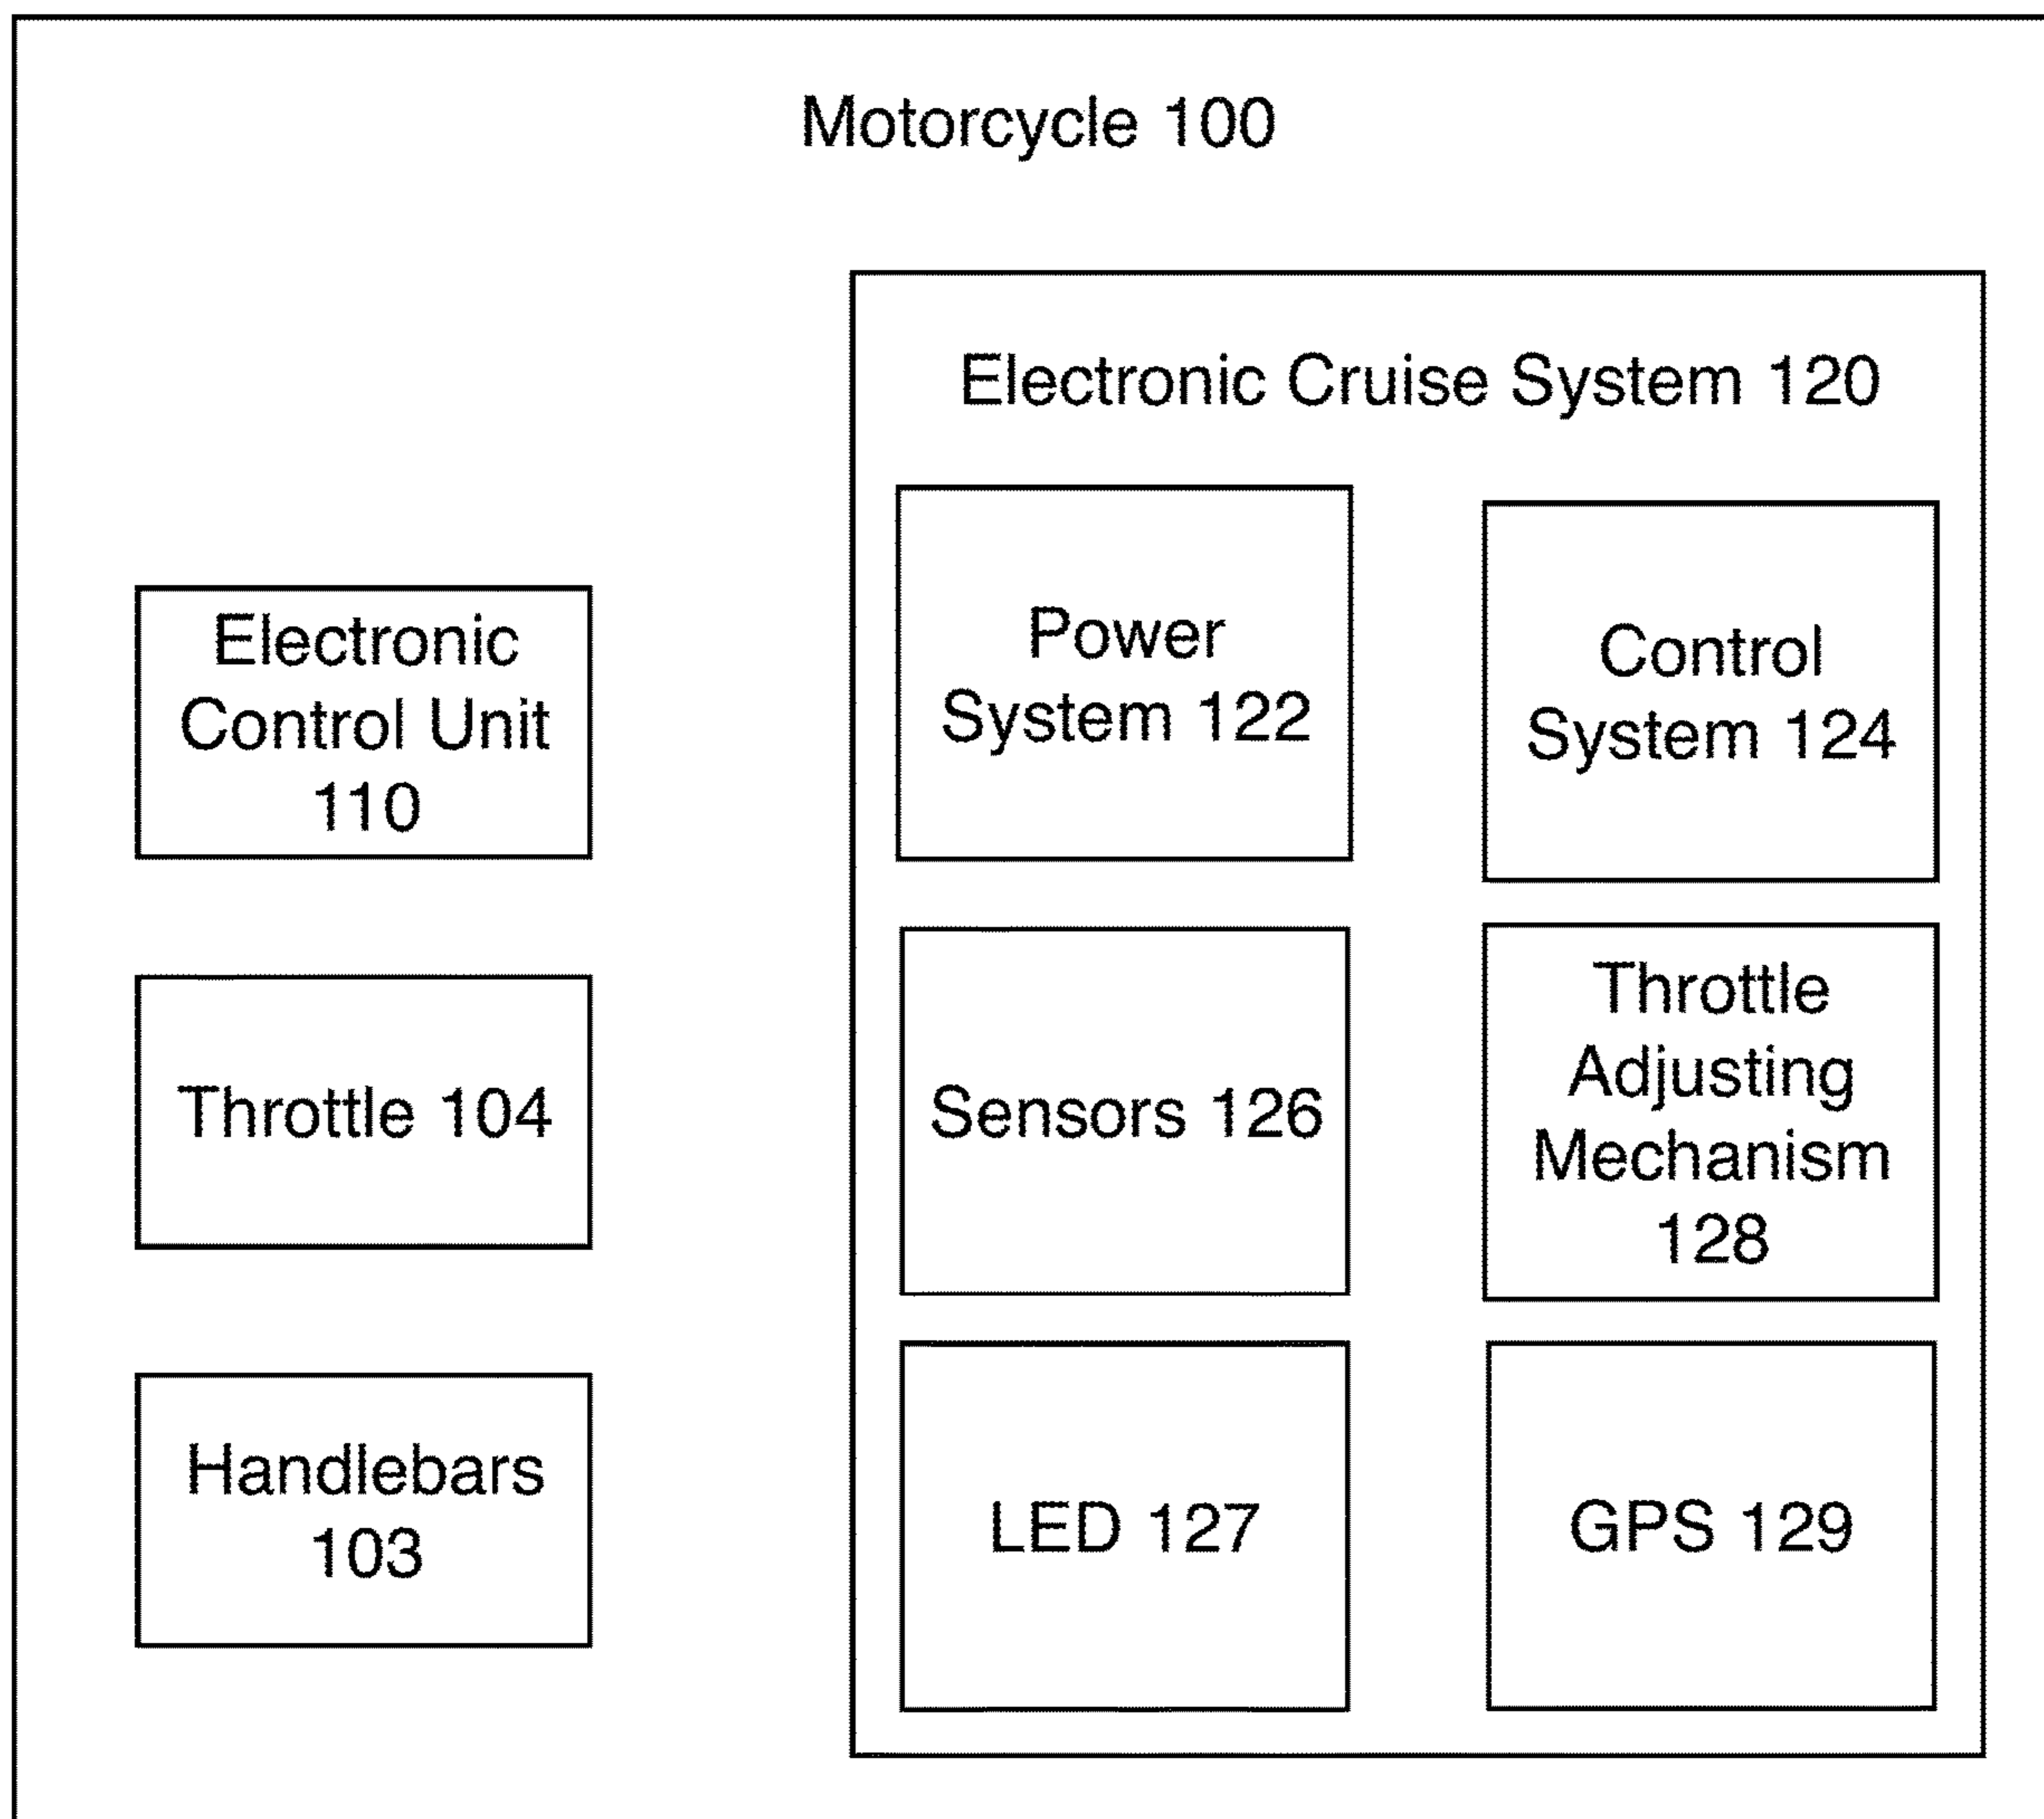 Motorcycle 100
Electronic
Control Unit
110
Throttle 104
Handlebars
103
Electronic Cruise System 120
Power
System 122
Control
System 124
Sensors 126
Throttle
Adjusting
Mechanism
128
LED 127
GPS 129